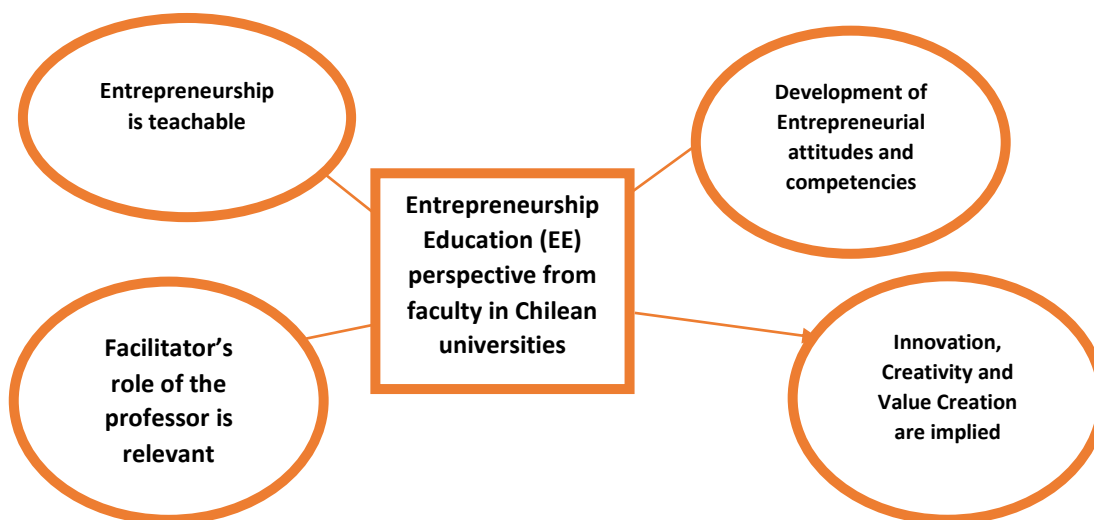 Entrepreneurship
is teachable
Development of
Entrepreneurial
attitudes and
competencies
Entrepreneurship
Education (EE)
perspective from
faculty in Chilean
universities
Facilitator’s
role of the
professor is
relevant
Innovation,
Creativity and
Value Creation
are implied